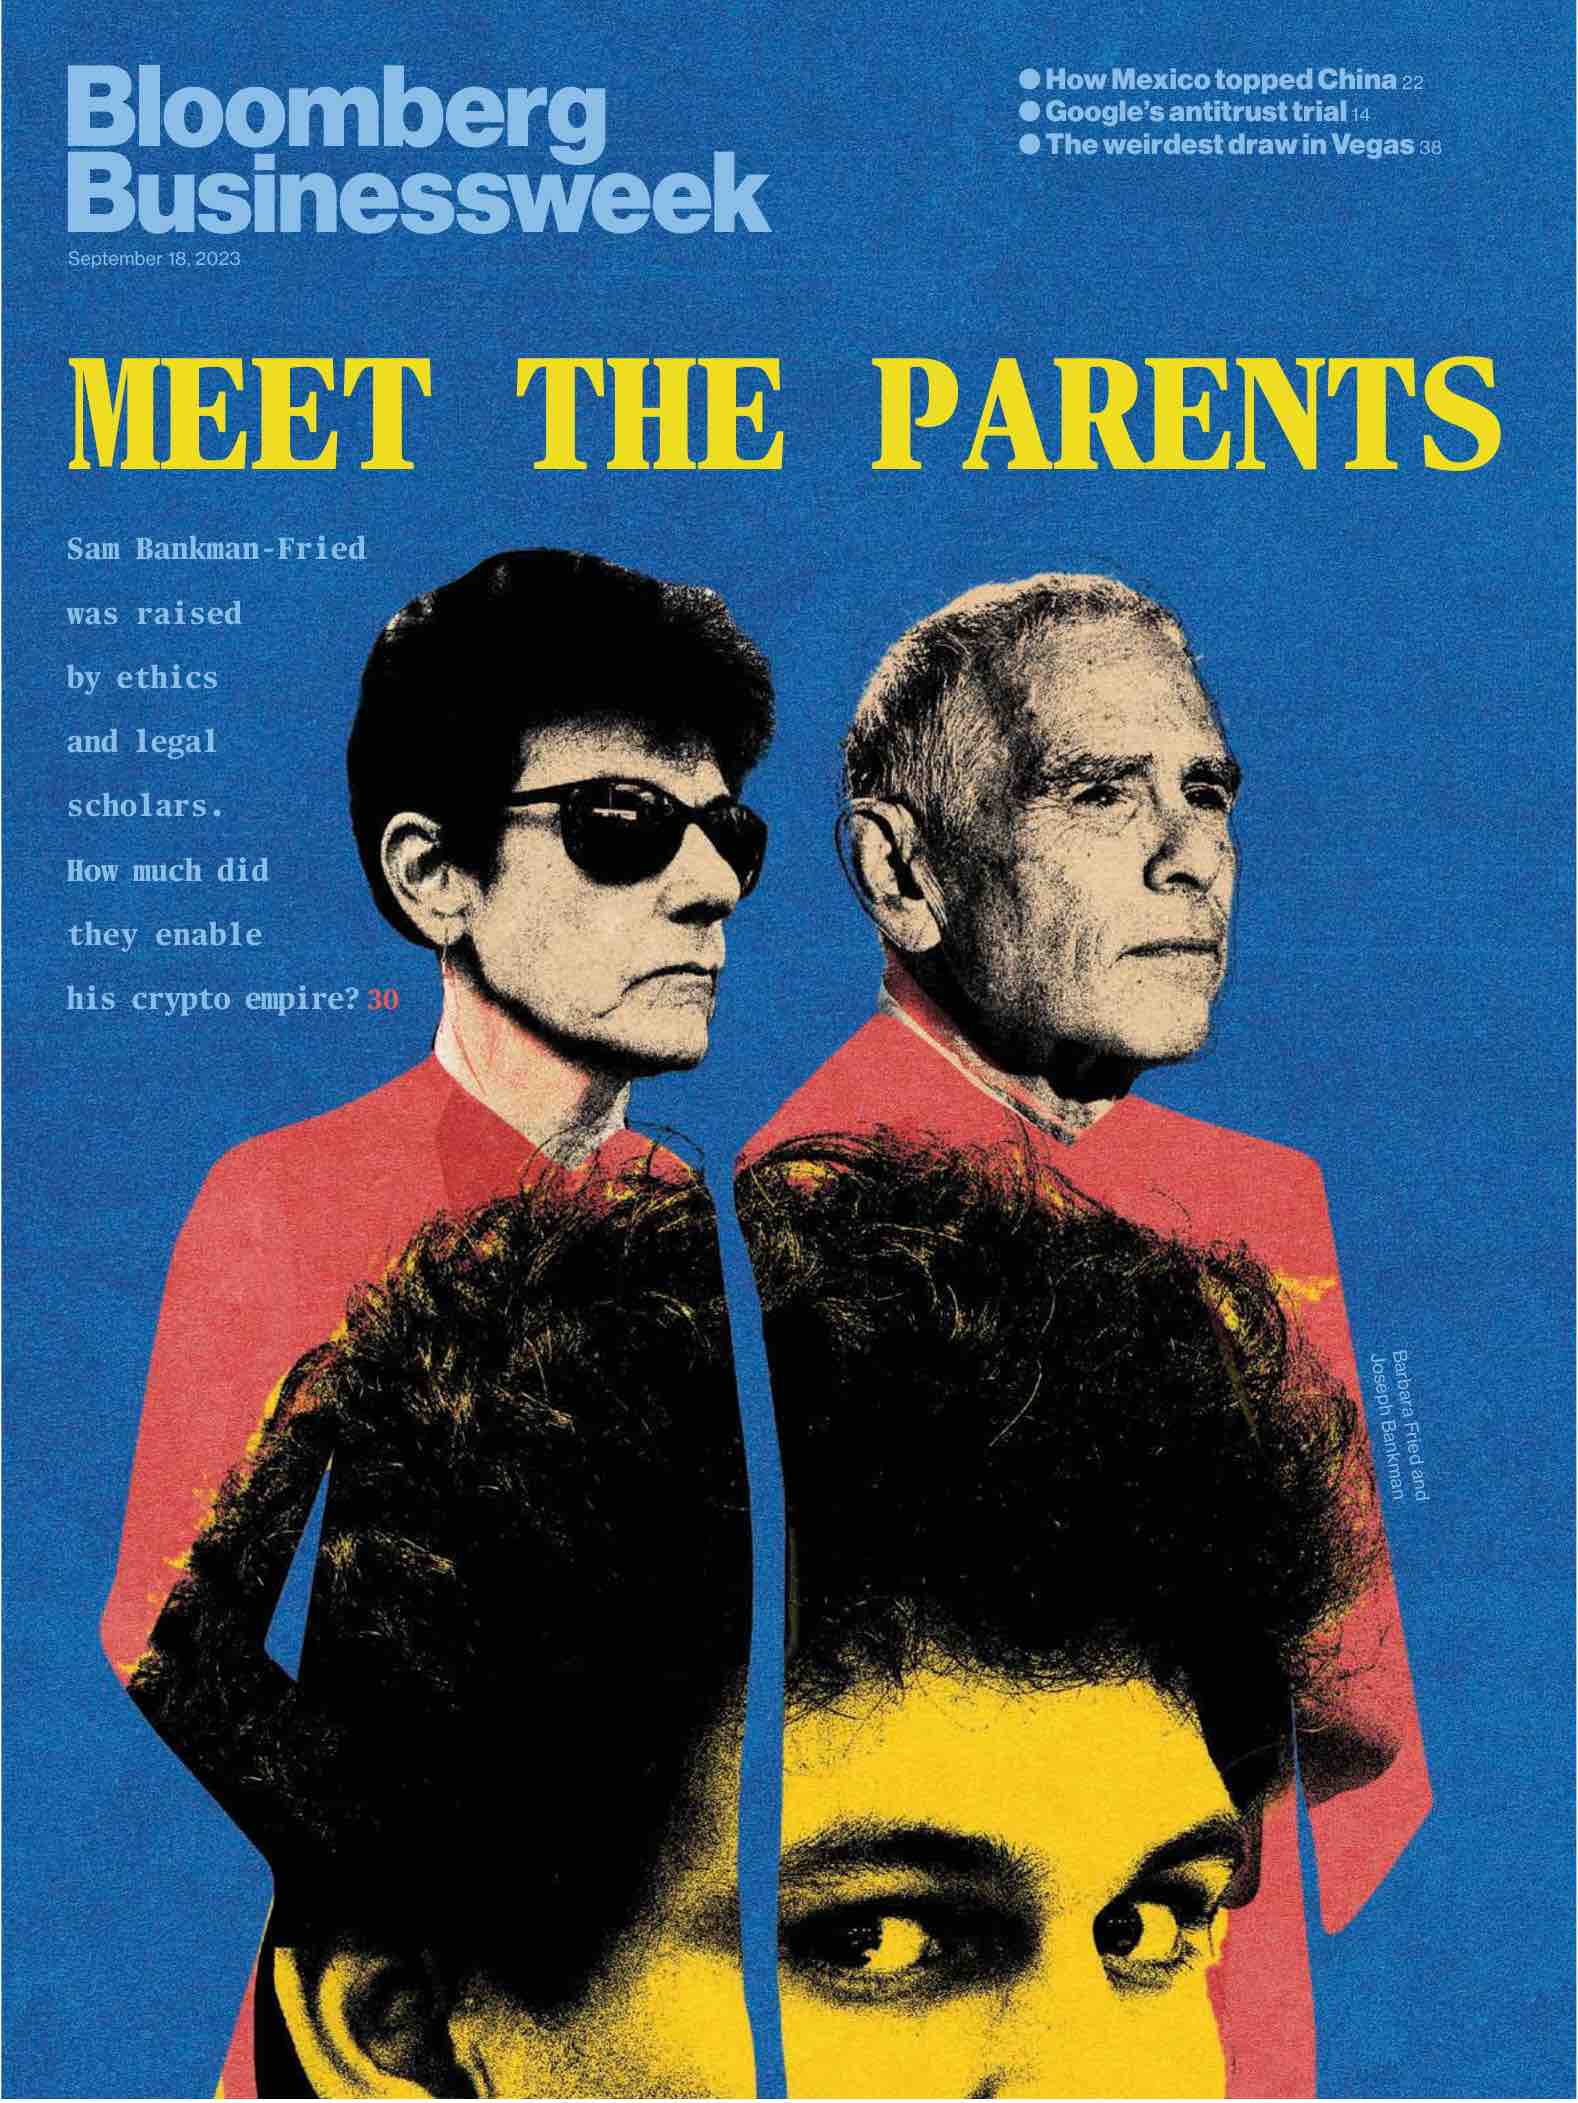 Bloomberg
Businessweek
September 18, 2023
● How Mexico topped China 22
● Google's antitrust trial 14
● The weirdest draw in Vegas 38
MEET THE PARENTS
Sam Bankman-Fried
was raised
by ethics
and legal
scholars.
How much did
they enable
his crypto empire? 30
Barbara Fried and
Joseph Bankman